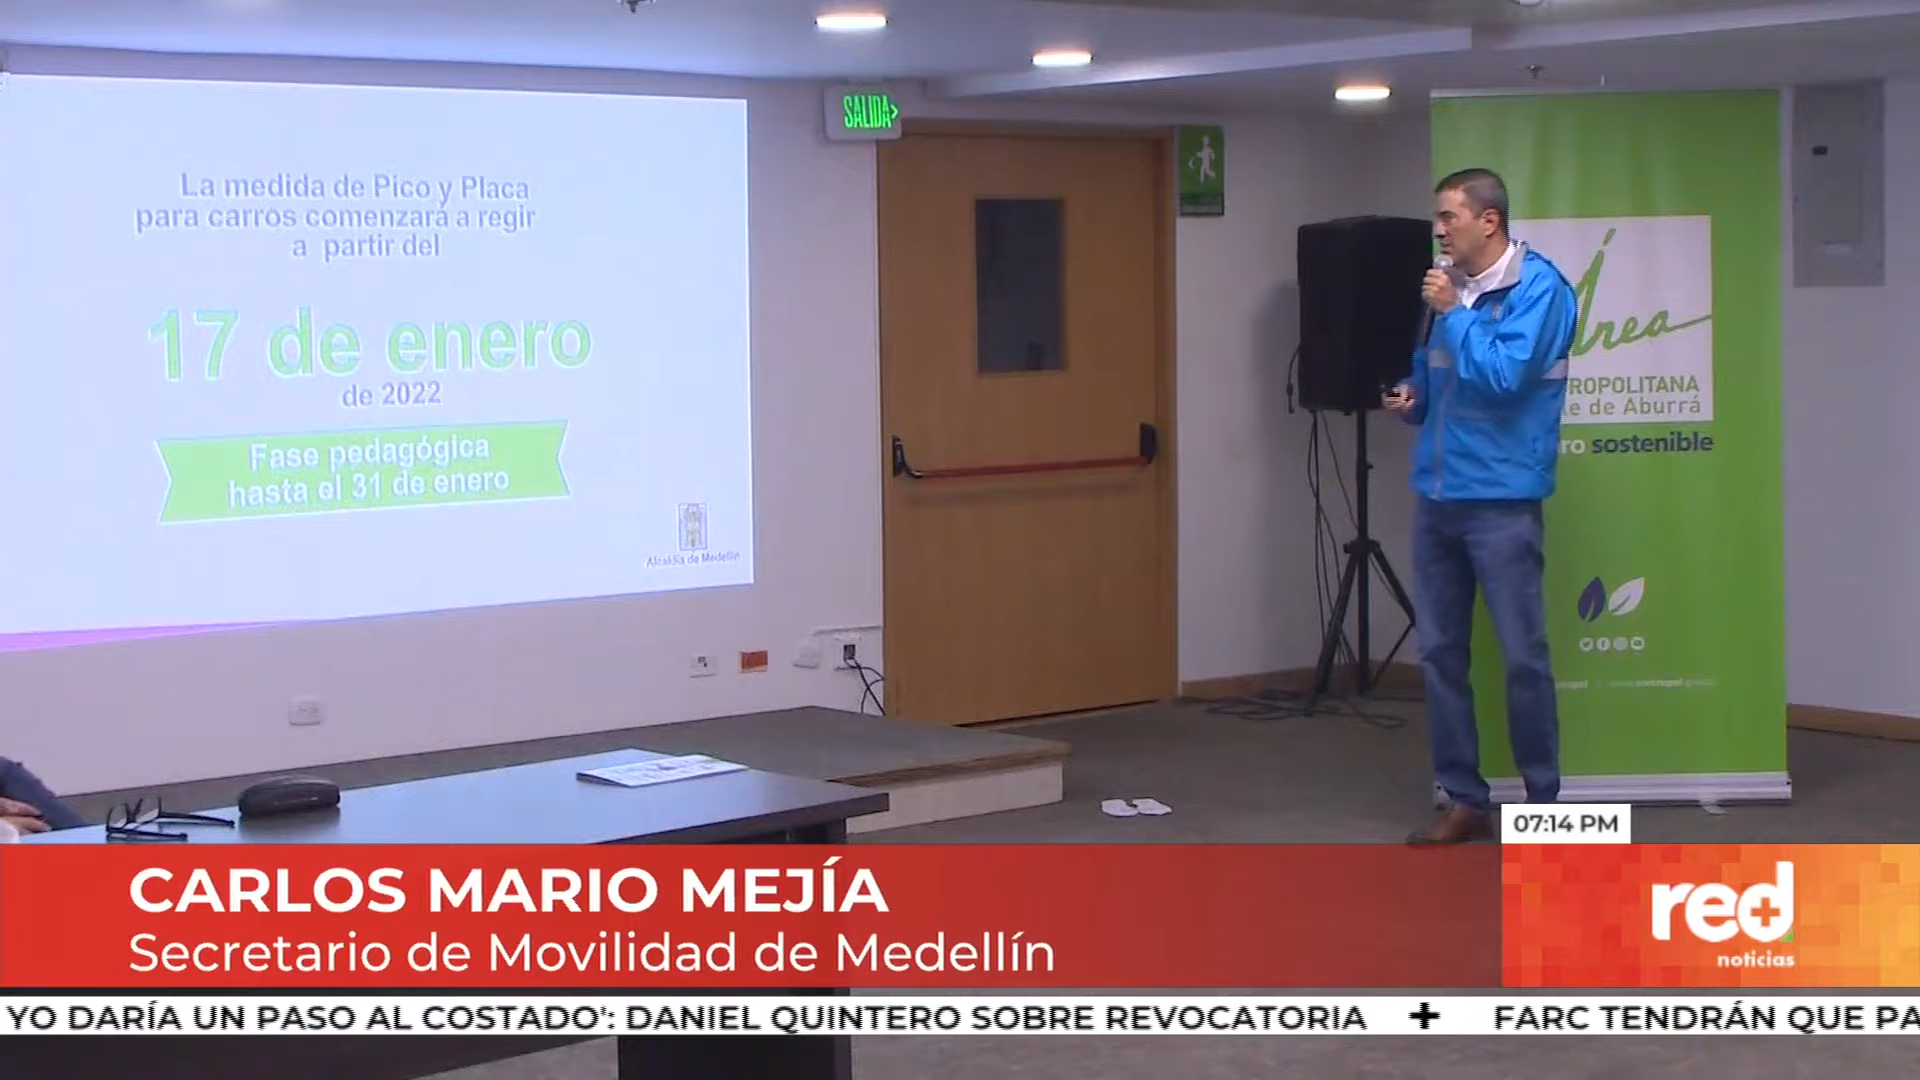 La medida de Pico y Placa
para carros comenzará a regir
a partir del
17 de enero
de 2022
Fase pedagógica
hasta el 31 de enero
Alcaldía de Medellín
SALIDA
Área
TROPOLITANA
le de Aburrá
ro sostenible
07:14 PM
CARLOS MARIO MEJÍA
Secretario de Movilidad de Medellín
red+
noticias
YO DARÍA UN PASO AL COSTADO': DANIEL QUINTERO SOBRE REVOCATORIA + FARC TENDRÁN QUE PA